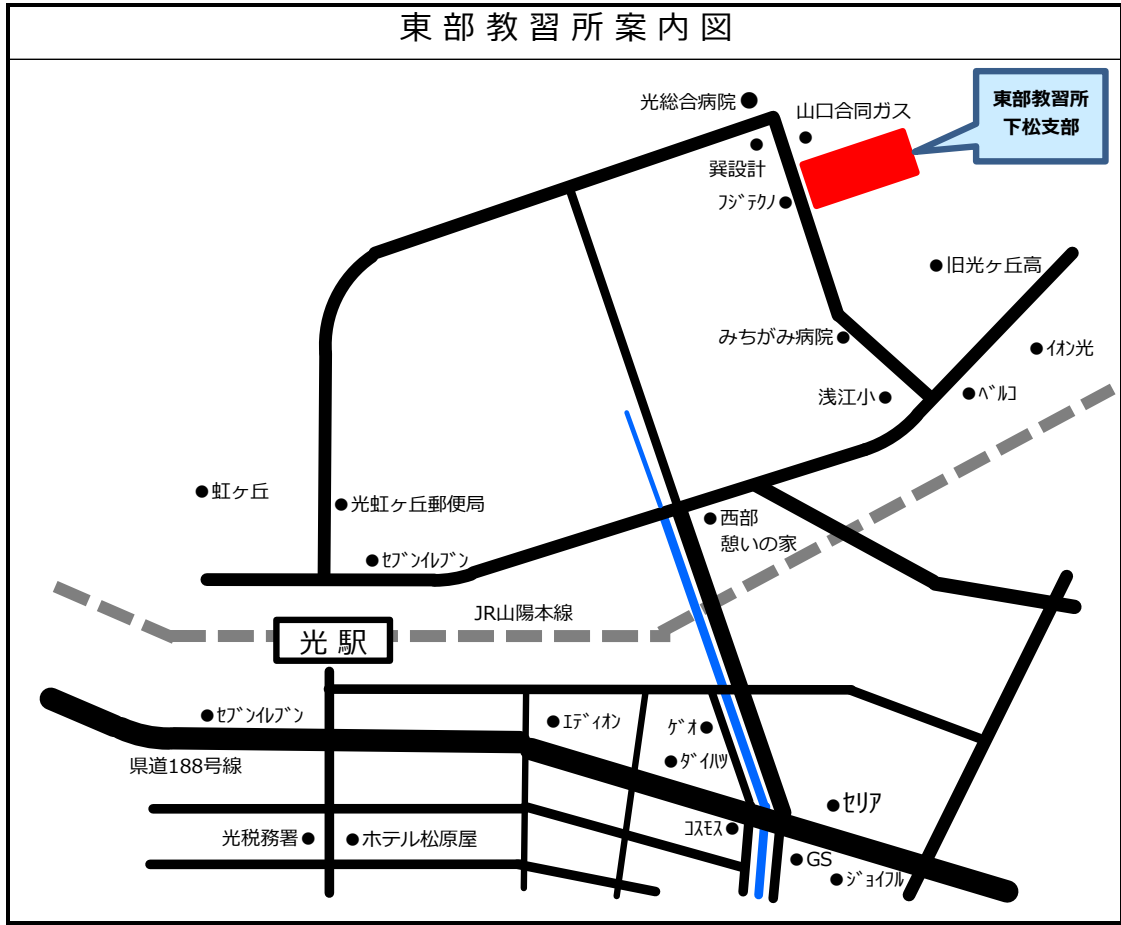 東部教習所案内図
東部教習所
下松支部
光総合病院
山口合同ガス
巽設計
ﾌｼﾞﾃｸﾉ
旧光ヶ丘高
みちがみ病院
ｲｵﾝ光
浅江小
ﾍﾞﾙｺ
虹ヶ丘
光虹ヶ丘郵便局
西部
憩いの家
ｾﾌﾞﾝｲﾚﾌﾞﾝ
JR山陽本線
光駅
ｾﾌﾞﾝｲﾚﾌﾞﾝ
ｴﾃﾞｨｵﾝ
ｹﾞｵ
県道188号線
ﾀﾞｲﾊﾂ
セリア
ｺｽﾓｽ
光税務署
ホテル松原屋
GS
ｼﾞｮｲﾌﾙ